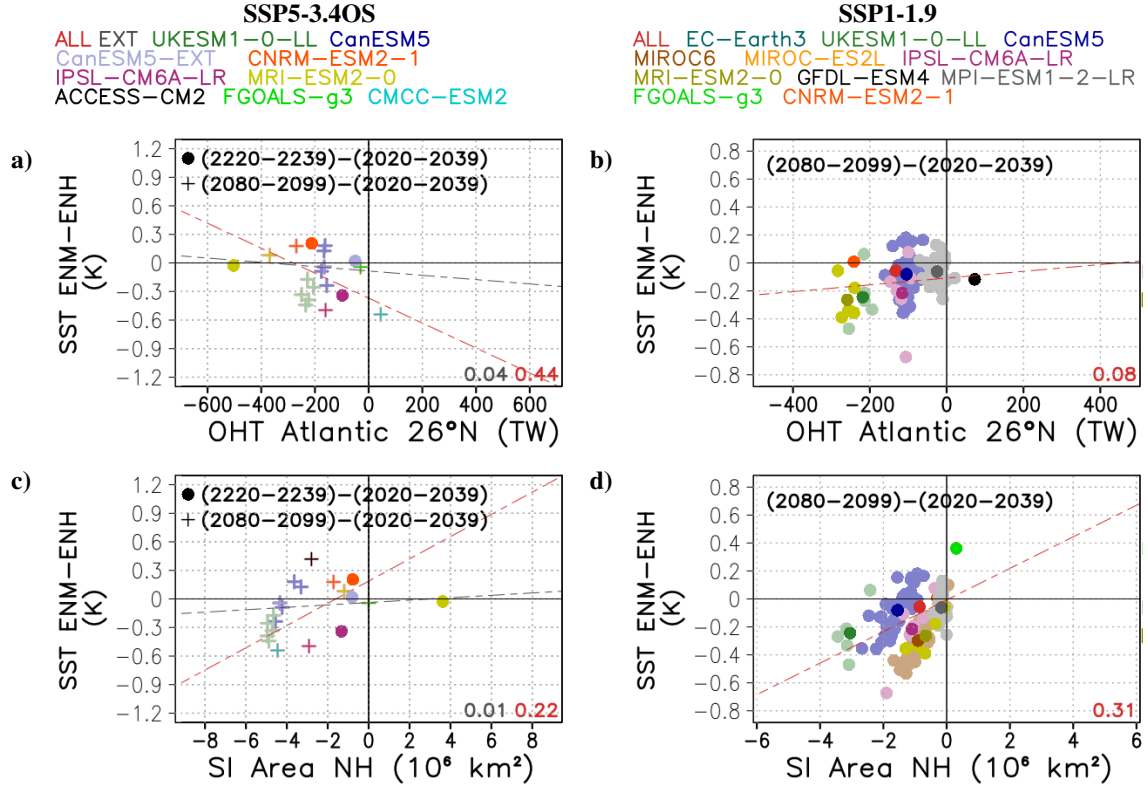 SSP5-3.4OS
ALL EXT UKESM1-0-LL CanESM5
CanESM5-EXT CNRM-ESM2-1
IPSL-CM6A-LR MRI-ESM2-0
ACCESS-CM2 FGOALS-g3 CMCC-ESM2
SSP1-1.9
ALL EC-Earth3 UKESM1-0-LL CanESM5
MIROC6 MIROC-ES2L IPSL-CM6A-LR
MRI-ESM2-0 GFDL-ESM4 MPI-ESM1-2-LR
FGOALS-g3 CNRM-ESM2-1
a)
SST ENM-ENH
(K)
1.2
0.9
0.6
0.3
0
-0.3
-0.6
-0.9
-1.2
(2220-2239)-(2020-2039)
(2080-2099)-(2020-2039)
0.04 0.44
-600 -400 -200 0 200 400 600
OHT Atlantic 26°N (TW)
b)
SST ENM-ENH
(K)
0.8
0.6
0.4
0.2
0
-0.2
-0.4
-0.6
-0.8
(2080-2099)-(2020-2039)
0.08
-400 -200 0 200 400
OHT Atlantic 26°N (TW)
c)
SST ENM-ENH
(K)
1.2
0.9
0.6
0.3
0
-0.3
-0.6
-0.9
-1.2
(2220-2239)-(2020-2039)
(2080-2099)-(2020-2039)
0.01 0.22
-8 -6 -4 -2 0 2 4 6 8
SI Area NH (10⁶ km²)
d)
SST ENM-ENH
(K)
0.8
0.6
0.4
0.2
0
-0.2
-0.4
-0.6
-0.8
(2080-2099)-(2020-2039)
0.31
-6 -4 -2 0 2 4 6
SI Area NH (10⁶ km²)